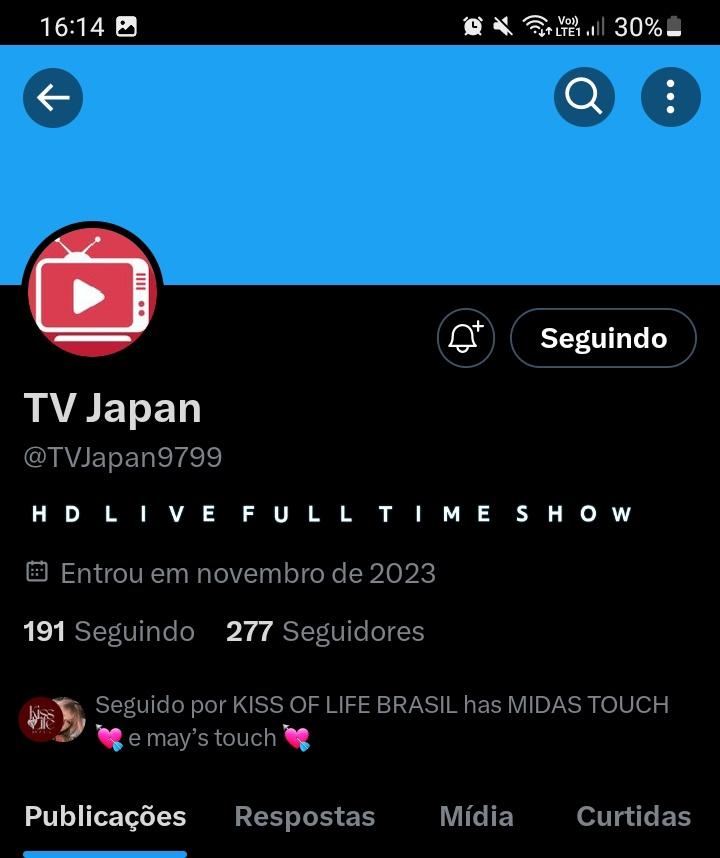 16:14 Vo)) LTE1 30%
Seguindo
TV Japan
@TVJapan9799
H D L I V E F U L L T I M E S H O W
Entrou em novembro de 2023
191 Seguindo 277 Seguidores
Seguido por KISS OF LIFE BRASIL has MIDAS TOUCH
💘 e may's touch 💘
Publicações Respostas Mídia Curtidas